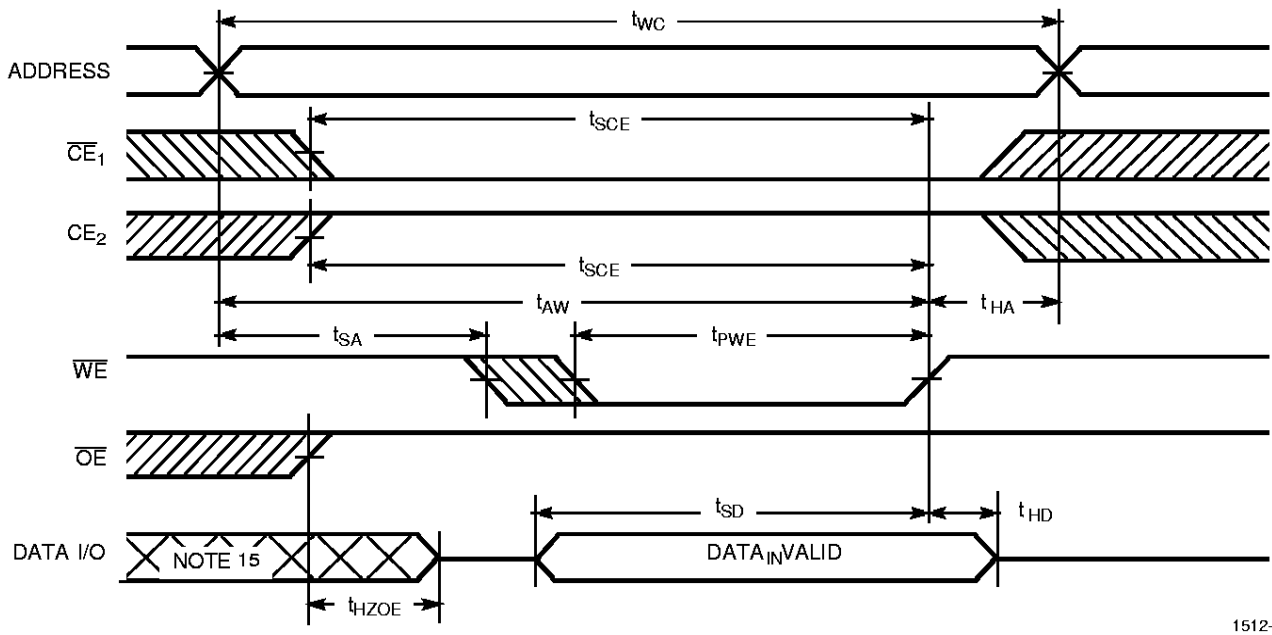 tWC
ADDRESS
tSCE
CE1
CE2
tSCE
tAW
tHA
tSA
tPWE
WE
OE
tSD
tHD
DATA I/O
NOTE 15
DATAINVALID
tHZOE
1512-